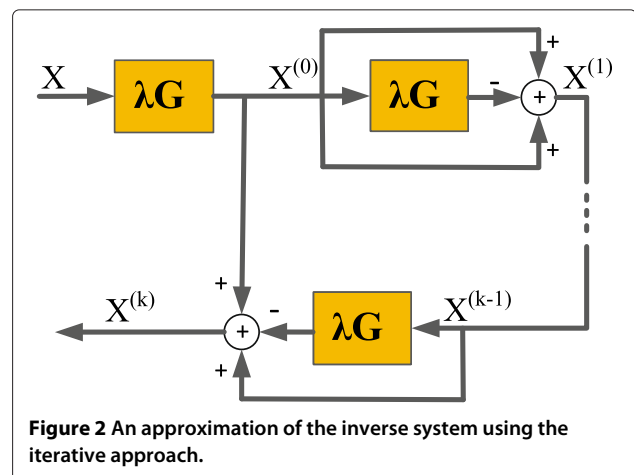 X
λG
X^(0)
λG
-
+
+
X^(1)
+
X^(k)
+
-
+
+
λG
X^(k-1)
Figure 2 An approximation of the inverse system using the
iterative approach.